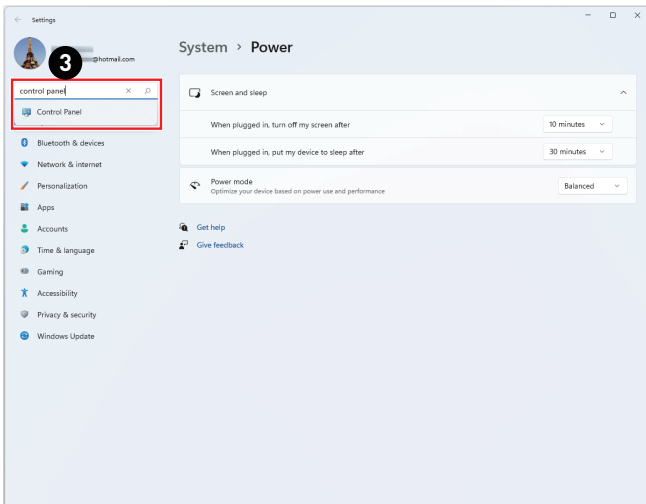 Settings
3
@hotmail.com
control panel
Control Panel
Bluetooth & devices
Network & internet
Personalization
Apps
Accounts
Time & language
Gaming
Accessibility
Privacy & security
Windows Update
System > Power
Screen and sleep
When plugged in, turn off my screen after
10 minutes
When plugged in, put my device to sleep after
30 minutes
Power mode
Optimize your device based on power use and performance
Balanced
Get help
Give feedback